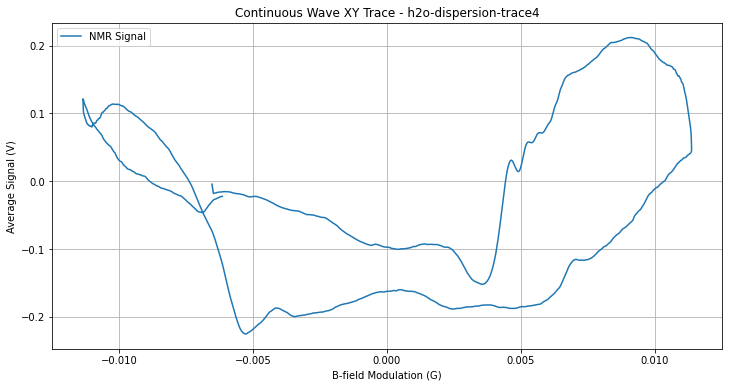 Continuous Wave XY Trace - h2o-dispersion-trace4
NMR Signal
Average Signal (V)
0.2
0.1
0.0
−0.1
−0.2
−0.010
−0.005
0.000
0.005
0.010
B-field Modulation (G)